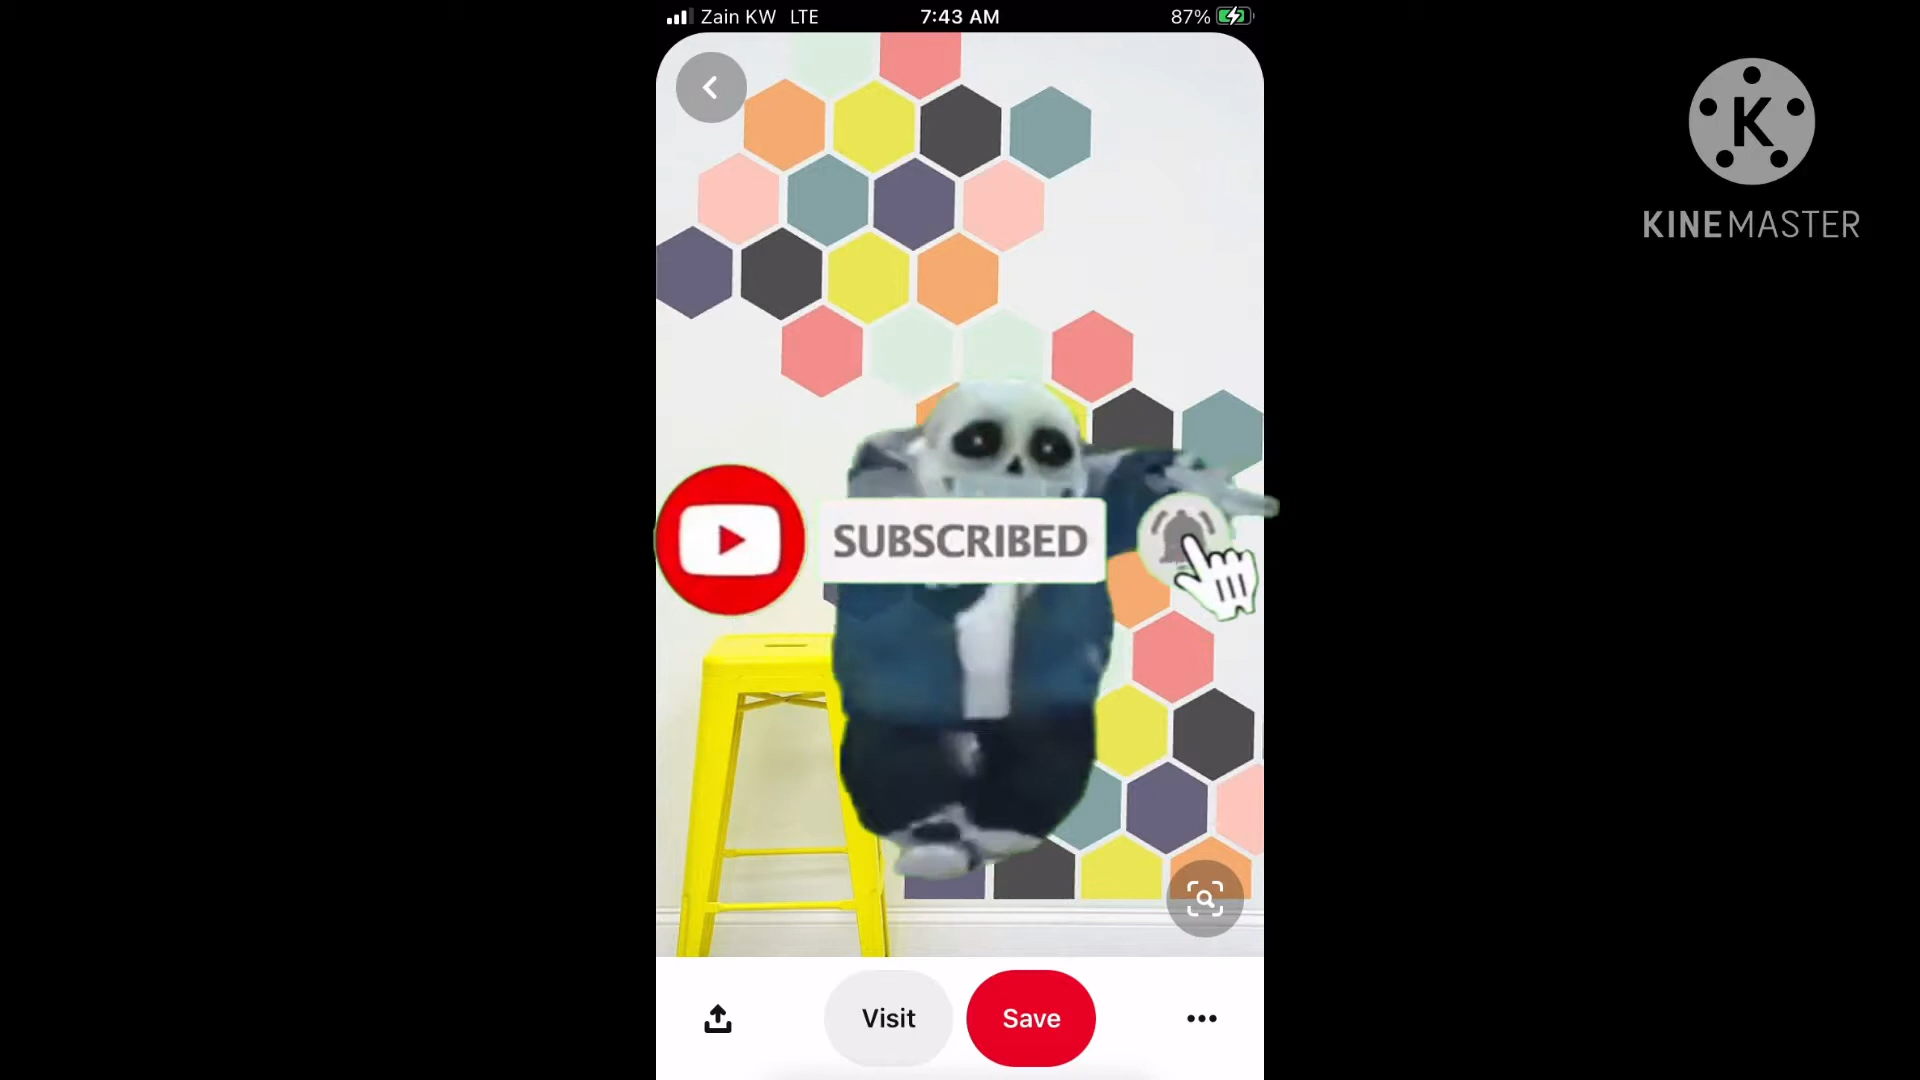 Zain KW LTE
7:43 AM
87%
K
KINEMASTER
SUBSCRIBED
Visit
Save